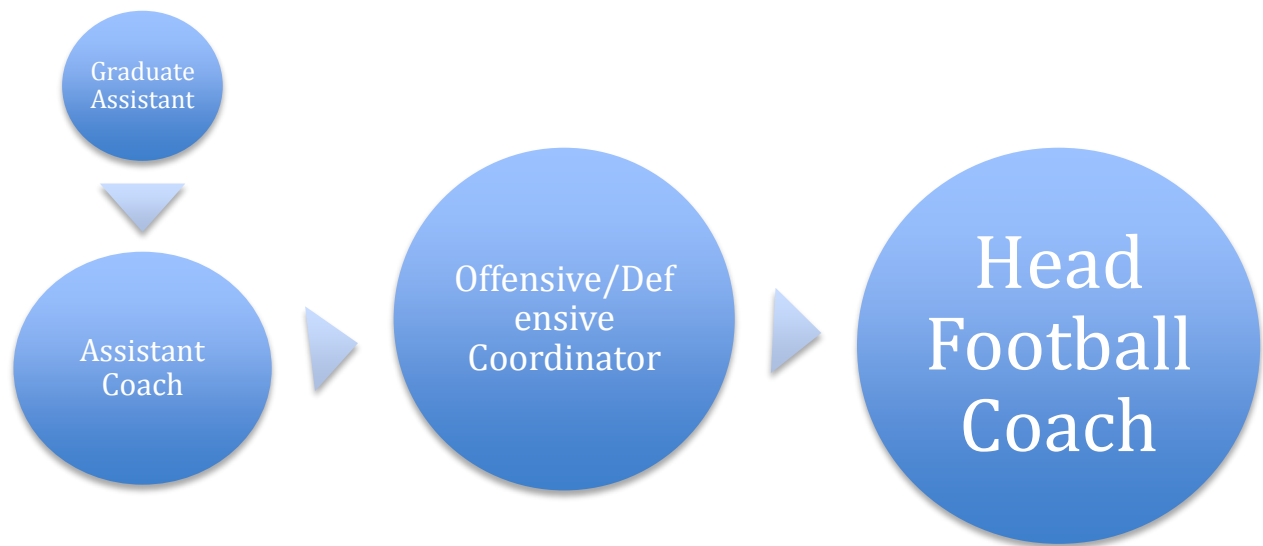 Graduate
Assistant
Assistant
Coach
Offensive/Def
ensive
Coordinator
Head
Football
Coach